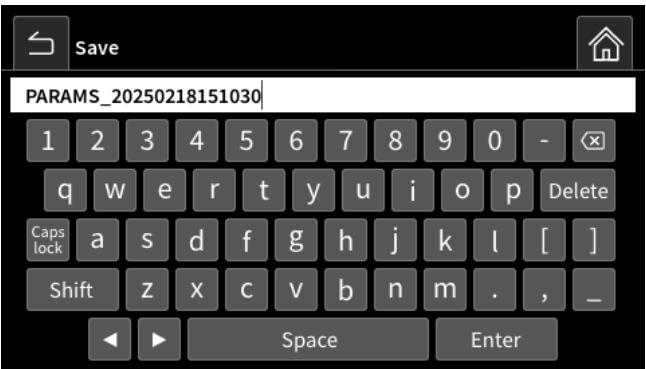 Save
PARAMS_20250218151030
1 2 3 4 5 6 7 8 9 0 -
q w e r t y u i o p Delete
Caps
lock
a s d f g h j k l [ ]
Shift z x c v b n m . , _
Space Enter